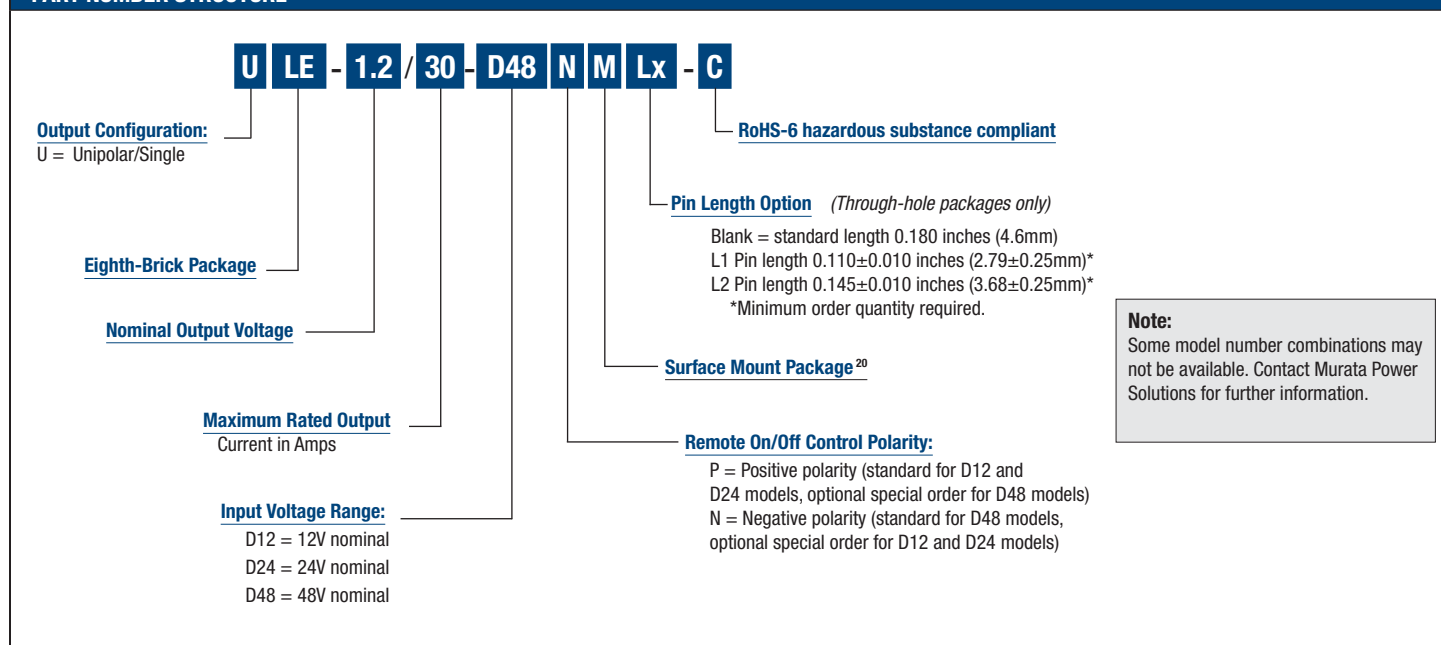 PART NUMBER STRUCTURE
U LE - 1.2 / 30 - D48 N M Lx - C
Output Configuration:
U = Unipolar/Single
RoHS-6 hazardous substance compliant
Pin Length Option (Through-hole packages only)
Blank = standard length 0.180 inches (4.6mm)
L1 Pin length 0.110±0.010 inches (2.79±0.25mm)*
L2 Pin length 0.145±0.010 inches (3.68±0.25mm)*
*Minimum order quantity required.
Eighth-Brick Package
Nominal Output Voltage
Note:
Some model number combinations may
not be available. Contact Murata Power
Solutions for further information.
Surface Mount Package 20
Maximum Rated Output
Current in Amps
Remote On/Off Control Polarity:
P = Positive polarity (standard for D12 and
D24 models, optional special order for D48 models)
N = Negative polarity (standard for D48 models,
optional special order for D12 and D24 models)
Input Voltage Range:
D12 = 12V nominal
D24 = 24V nominal
D48 = 48V nominal